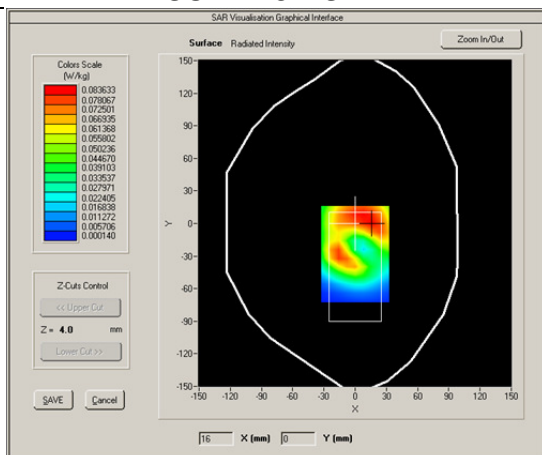 SAR Visualisation Graphical Interface
Surface Radiated Intensity
Zoom In/Out
Colors Scale
(W/kg)
0.083633
0.078067
0.072501
0.066935
0.061368
0.055802
0.050236
0.044670
0.039103
0.033537
0.027971
0.022405
0.016838
0.011272
0.005706
0.000140
Z-Cuts Control
<< Upper Cut
Z = 4.0 mm
Lower Cut >>
SAVE
Cancel
150
120
90
60
30
0
-30
-60
-90
-120
-150
Y
-150 -120 -90 -60 -30 0 30 60 90 120 150
X
16 X (mm) 0 Y (mm)